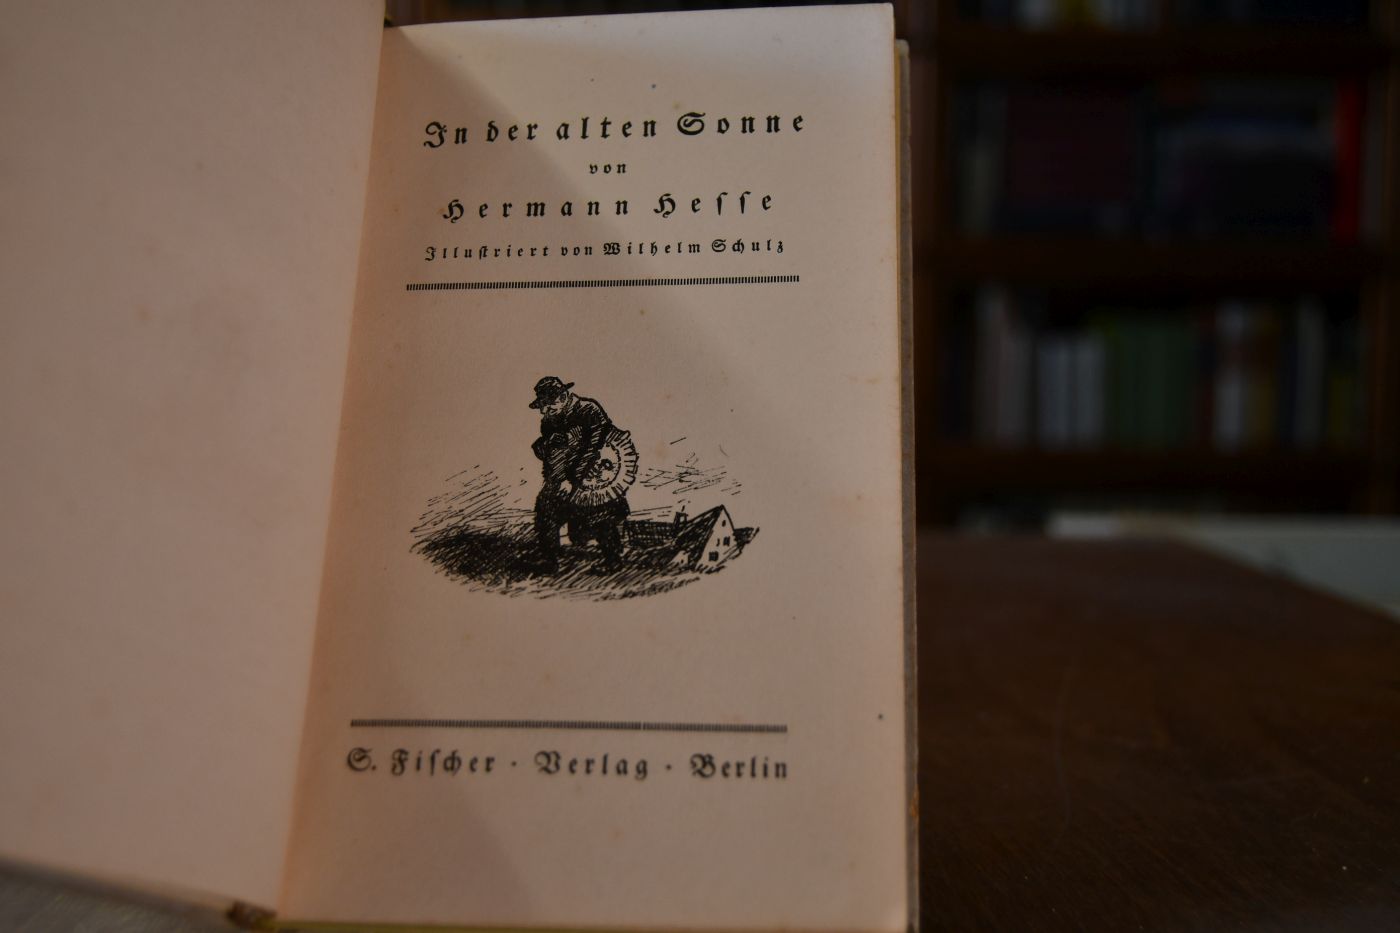 In der alten Sonne
von
Hermann Heſſe
Illuſtriert von Wilhelm Schulz
S. Fiſcher · Verlag · Berlin